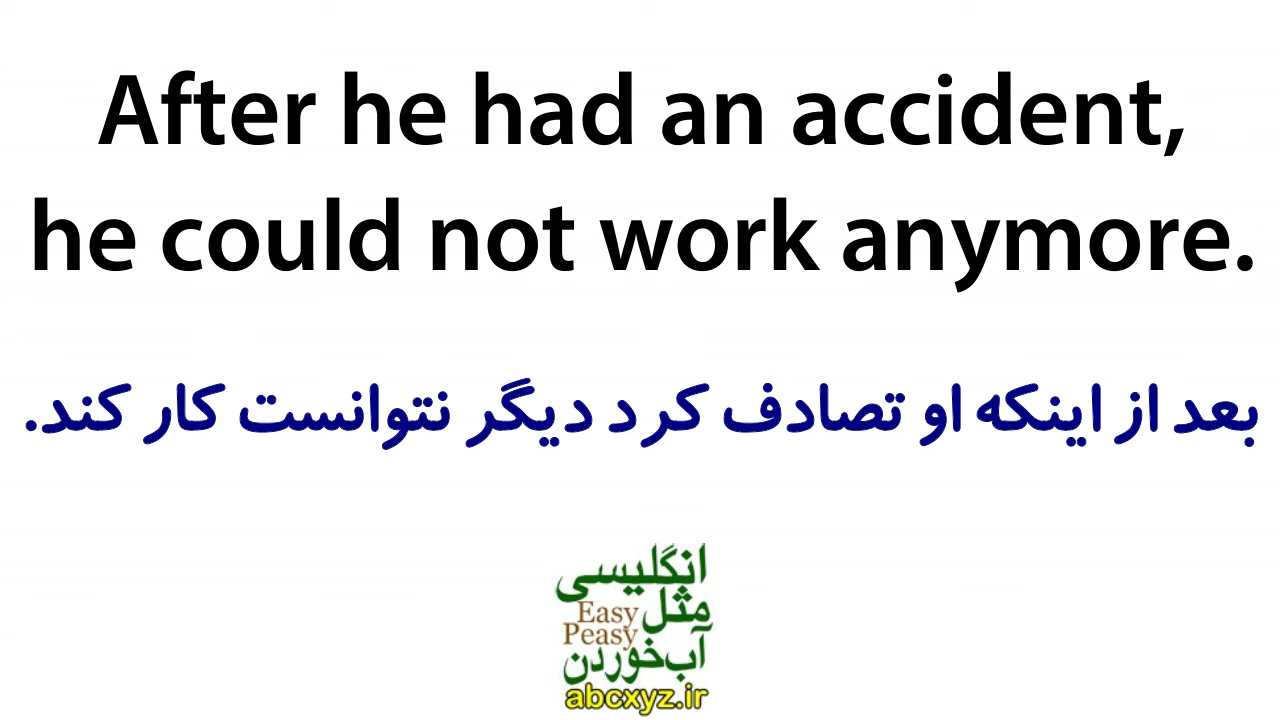 After he had an accident,
he could not work anymore.
بعد از اینکه او تصادف کرد دیگر نتوانست کار کند.
انگلیسی
مثل Easy
Peasy
آب‌خوردن
abcxyz.ir